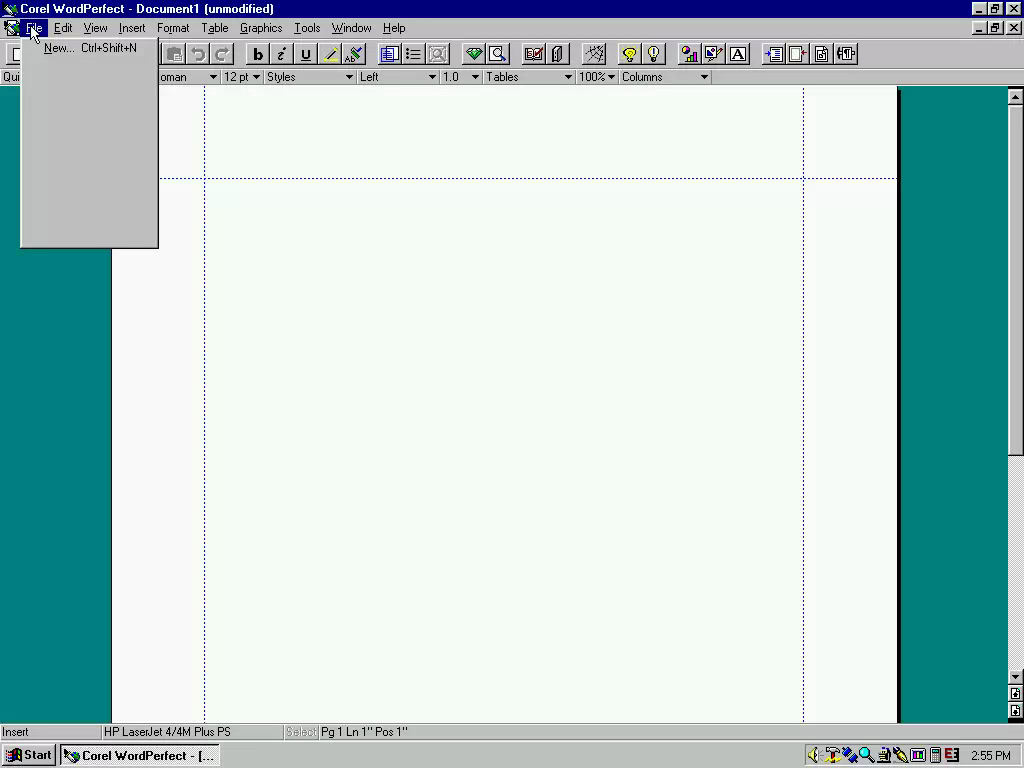 Corel WordPerfect - Document1 (unmodified)
File Edit View Insert Format Table Graphics Tools Window Help
New... Ctrl+Shift+N
b i u A
oman 12 pt Styles Left 1.0 Tables 100% Columns
Insert HP LaserJet 4/4M Plus PS Select Pg 1 Ln 1" Pos 1"
Start Corel WordPerfect - [... 2:55 PM